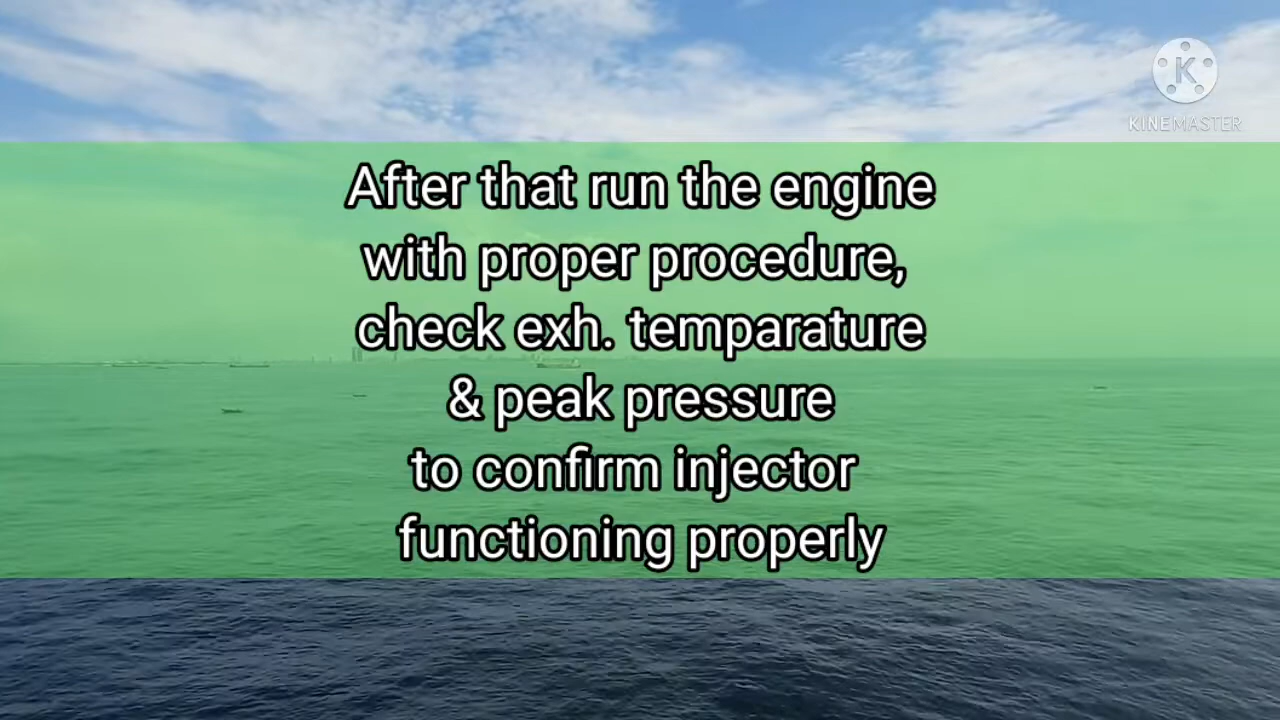 KINEMASTER
After that run the engine
with proper procedure,
check exh. temparature
& peak pressure
to confirm injector
functioning properly